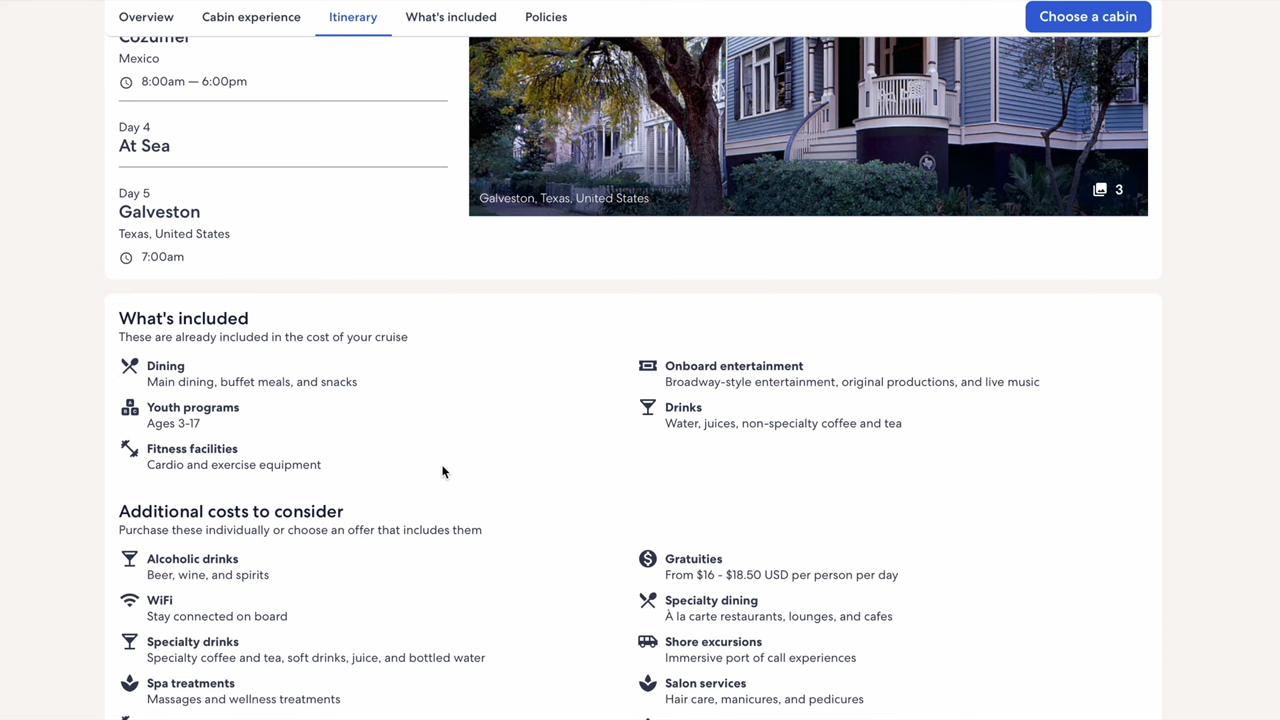 Overview
Cabin experience
Itinerary
What's included
Policies
Choose a cabin
Cozumel
Mexico
8:00am — 6:00pm
Day 4
At Sea
Day 5
Galveston
Texas, United States
7:00am
Galveston, Texas, United States
3
What's included
These are already included in the cost of your cruise
Dining
Main dining, buffet meals, and snacks
Onboard entertainment
Broadway-style entertainment, original productions, and live music
Youth programs
Ages 3-17
Drinks
Water, juices, non-specialty coffee and tea
Fitness facilities
Cardio and exercise equipment
Additional costs to consider
Purchase these individually or choose an offer that includes them
Alcoholic drinks
Beer, wine, and spirits
Gratuities
From $16 - $18.50 USD per person per day
WiFi
Stay connected on board
Specialty dining
À la carte restaurants, lounges, and cafes
Specialty drinks
Specialty coffee and tea, soft drinks, juice, and bottled water
Shore excursions
Immersive port of call experiences
Spa treatments
Massages and wellness treatments
Salon services
Hair care, manicures, and pedicures